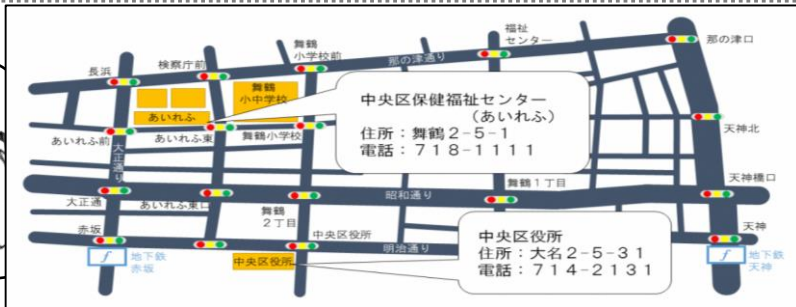 福祉
センター
那の津口
舞鶴
小学校前
那の津通り
検察庁前
長浜
舞鶴
小中学校
あいれふ
中央区保健福祉センター
（あいれふ）
住所：舞鶴２-５-１
電話：７１８-１１１１
あいれふ前
あいれふ東
舞鶴小学校
天神北
大正通り
大正通
あいれふ東口
昭和通り
舞鶴１丁目
天神橋口
舞鶴
２丁目
赤坂
中央区役所
明治通り
天神
中央区役所
住所：大名２-５-３１
電話：７１４-２１３１
f
地下鉄
赤坂
中央区役所
f
地下鉄
天神